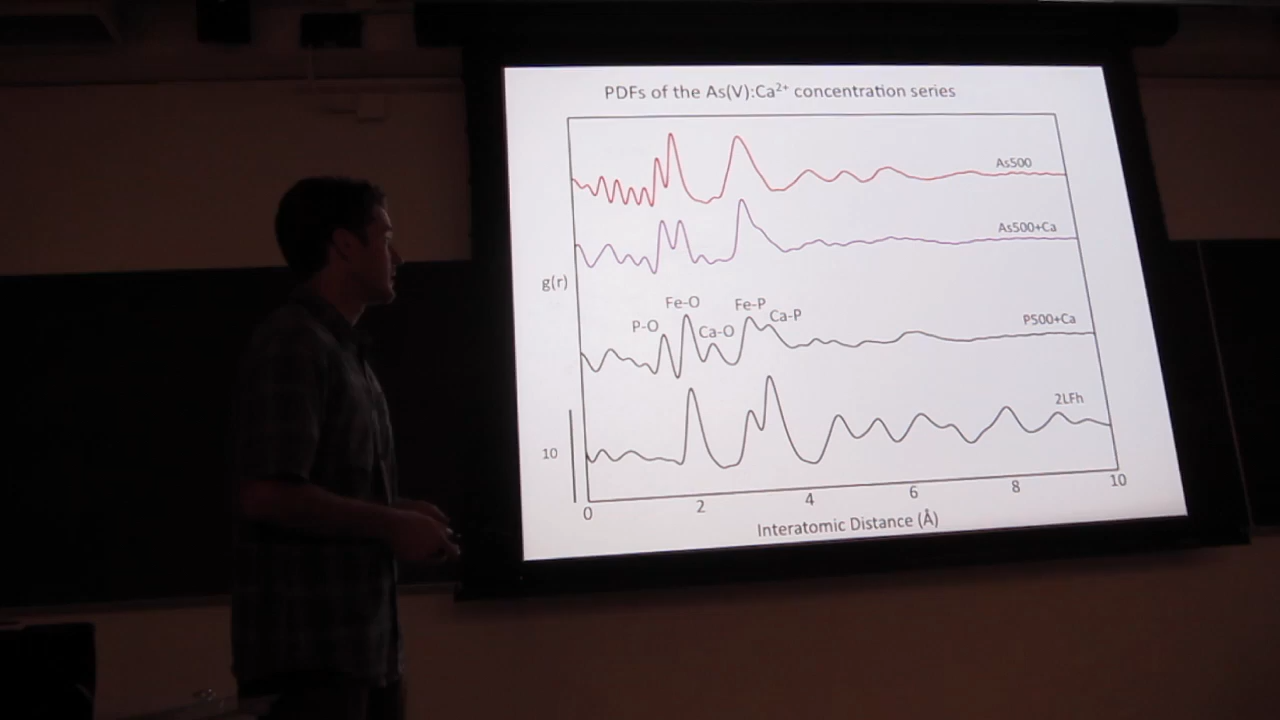 PDFs of the As(V):Ca²⁺ concentration series
As500
As500+Ca
g(r)
Fe-O
Fe-P
P-O
Ca-O
Ca-P
P500+Ca
2LFh
10
0
2
4
6
8
10
Interatomic Distance (Å)